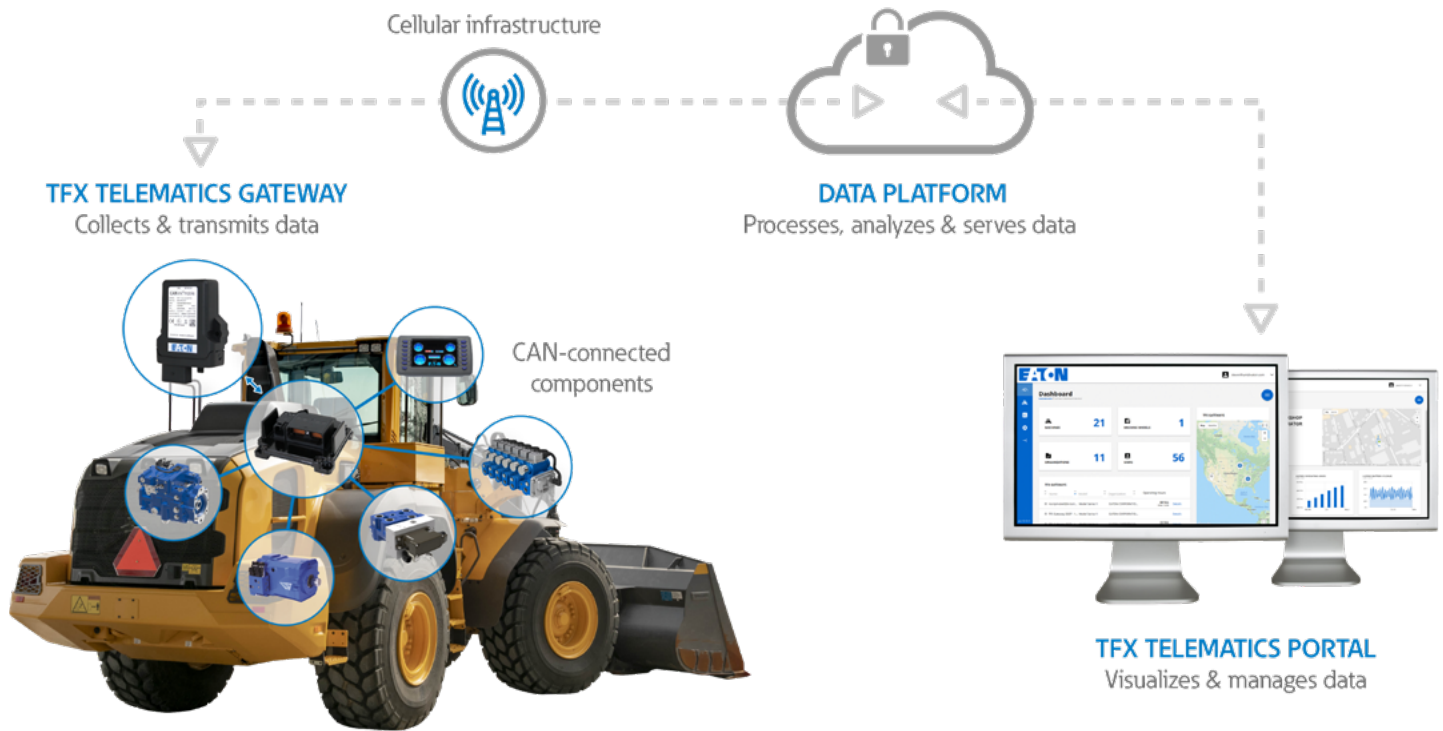 Cellular infrastructure
TFX TELEMATICS GATEWAY
Collects & transmits data
DATA PLATFORM
Processes, analyzes & serves data
EATON
CAN-connected
components
EATON
Dashboard
21
1
11
56
TFX TELEMATICS PORTAL
Visualizes & manages data